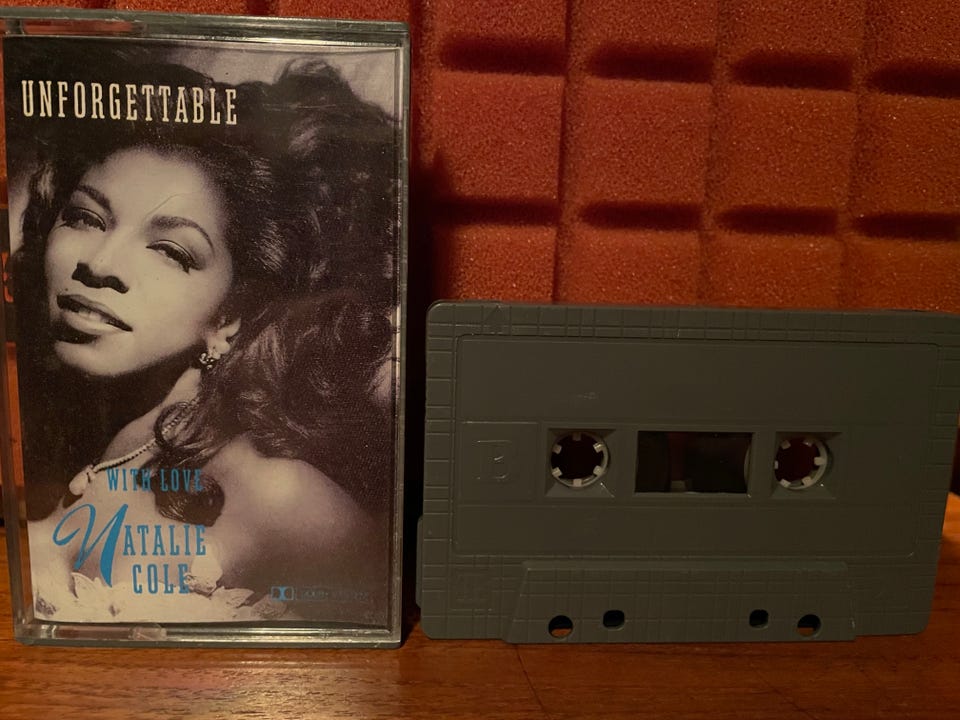 UNFORGETTABLE
WITH LOVE
NATALIE
COLE
B